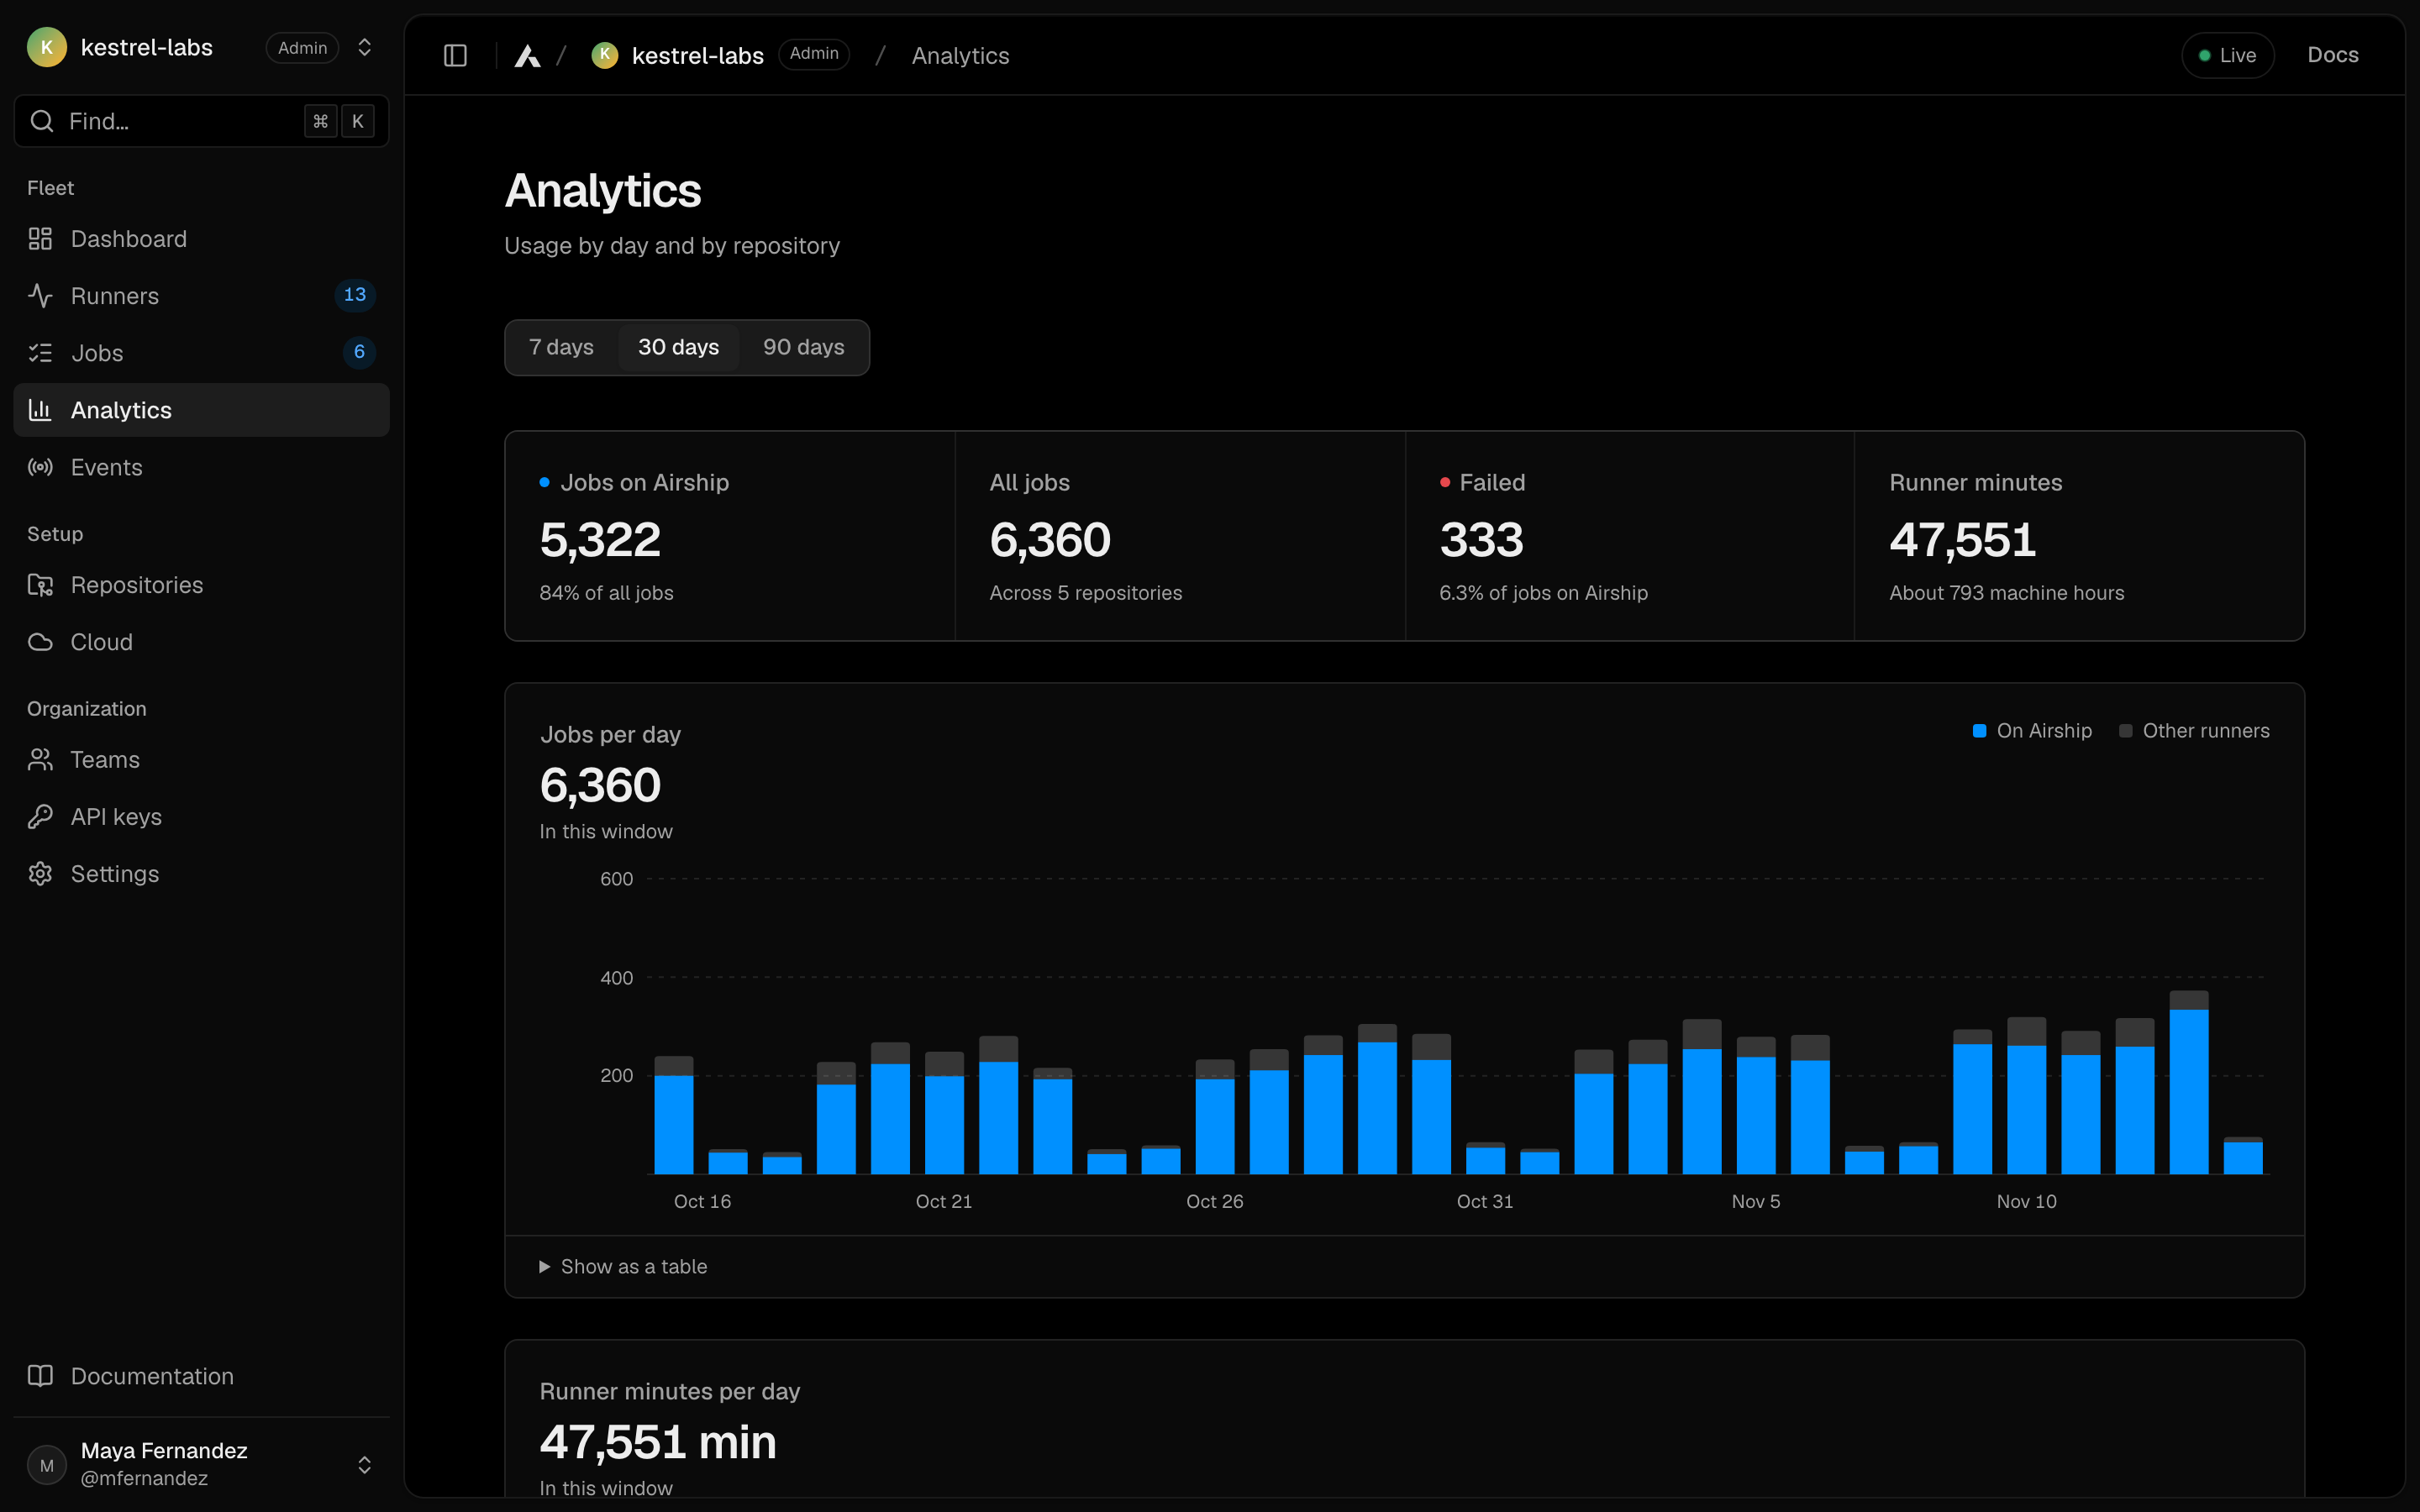 K kestrel-labs Admin
Find... ⌘ K
Fleet
Dashboard
Runners 13
Jobs 6
Analytics
Events
Setup
Repositories
Cloud
Organization
Teams
API keys
Settings
Documentation
M Maya Fernandez
@mfernandez
/ K kestrel-labs Admin / Analytics
Live Docs
Analytics
Usage by day and by repository
7 days 30 days 90 days
Jobs on Airship
5,322
84% of all jobs
All jobs
6,360
Across 5 repositories
Failed
333
6.3% of jobs on Airship
Runner minutes
47,551
About 793 machine hours
Jobs per day
6,360
In this window
On Airship Other runners
600
400
200
Oct 16 Oct 21 Oct 26 Oct 31 Nov 5 Nov 10
Show as a table
Runner minutes per day
47,551 min
In this window